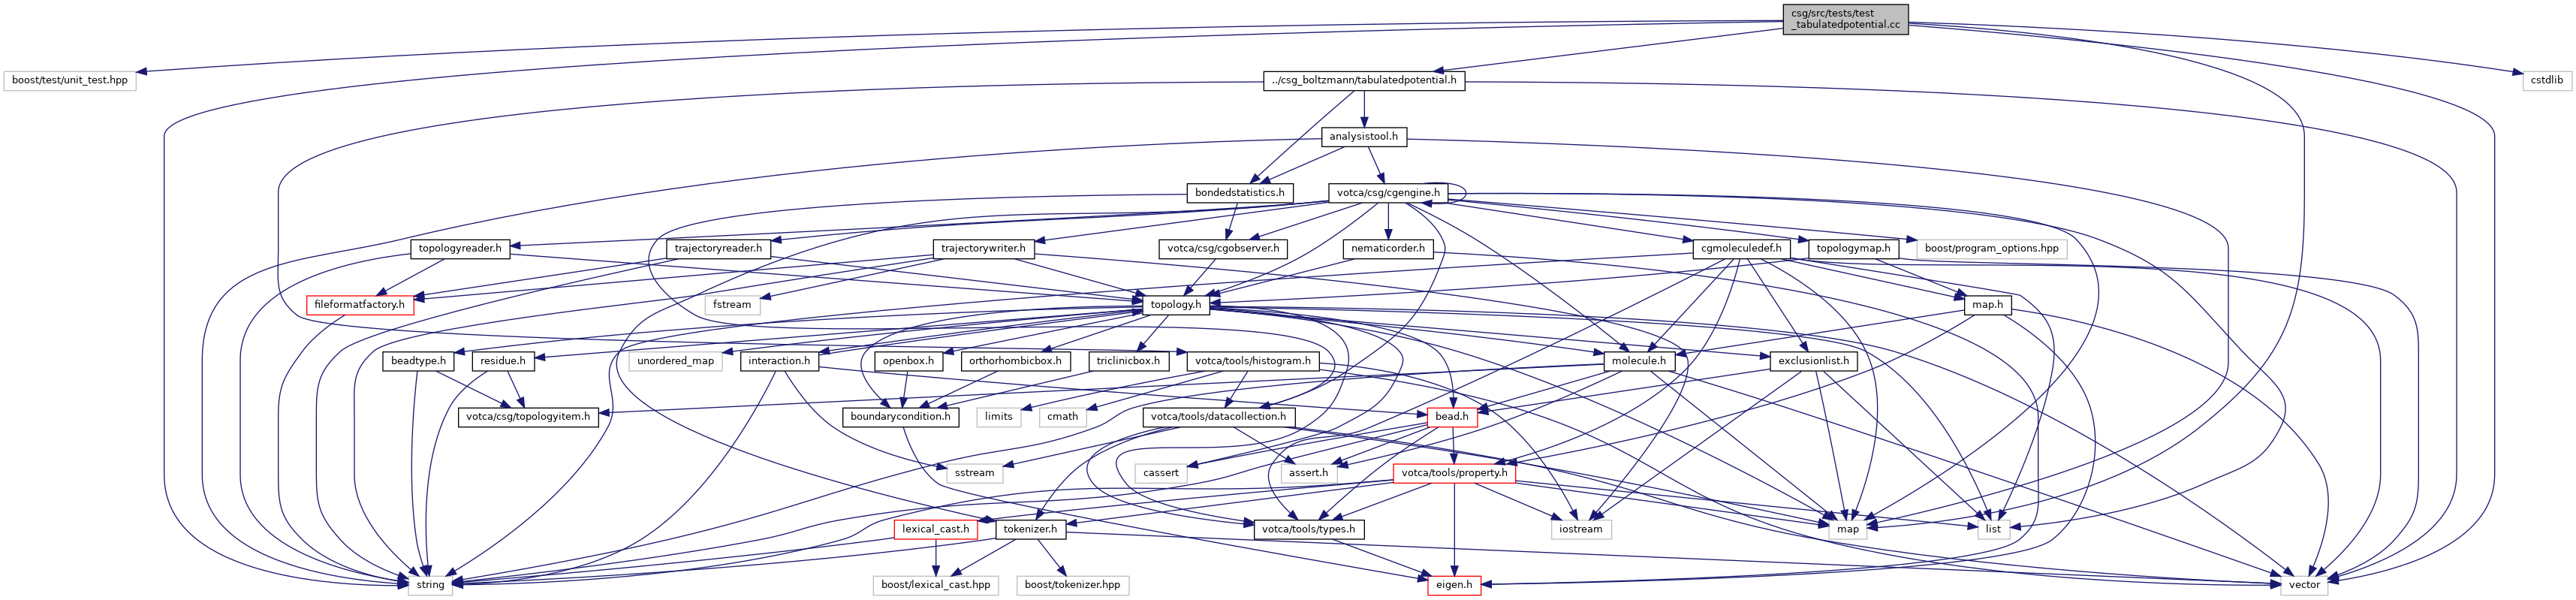 csg/src/tests/test
_tabulatedpotential.cc
boost/test/unit_test.hpp
../csg_boltzmann/tabulatedpotential.h
cstdlib
analysistool.h
bondedstatistics.h
votca/csg/cgengine.h
topologyreader.h
trajectoryreader.h
trajectorywriter.h
votca/csg/cgobserver.h
nematicorder.h
cgmoleculedef.h
topologymap.h
boost/program_options.hpp
fileformatfactory.h
fstream
topology.h
map.h
beadtype.h
residue.h
unordered_map
interaction.h
openbox.h
orthorhombicbox.h
triclinicbox.h
votca/tools/histogram.h
molecule.h
exclusionlist.h
votca/csg/topologyitem.h
boundarycondition.h
limits
cmath
votca/tools/datacollection.h
bead.h
sstream
cassert
assert.h
votca/tools/property.h
lexical_cast.h
tokenizer.h
votca/tools/types.h
iostream
map
list
string
boost/lexical_cast.hpp
boost/tokenizer.hpp
eigen.h
vector